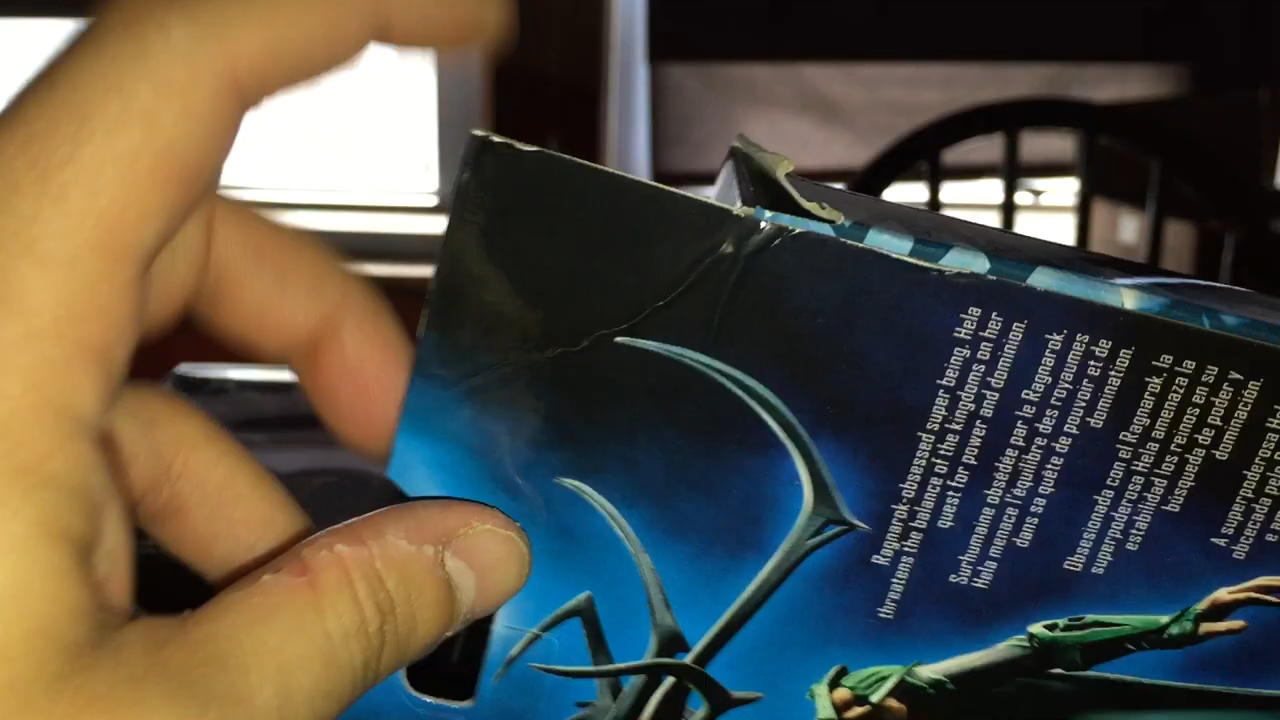 Ragnarok-obsessed super being, Hela
threatens the balance of the kingdoms on her
quest for power and dominion.
Surhumaine obsédée par le Ragnarok,
Hela menace l'équilibre des royaumes
dans sa quête de pouvoir et de
domination.
Obsesionada con el Ragnarok, la
superpoderosa Hela amenaza la
estabilidad los reinos en su
búsqueda de poder y
dominación.
A superpoderosa
obcecada pel